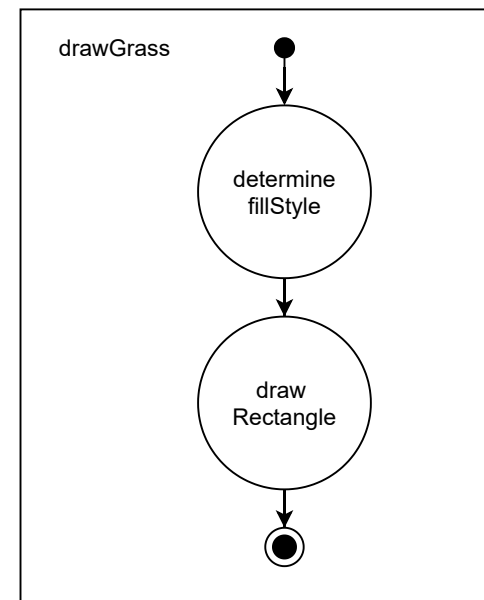 drawGrass
determine
fillStyle
draw
Rectangle